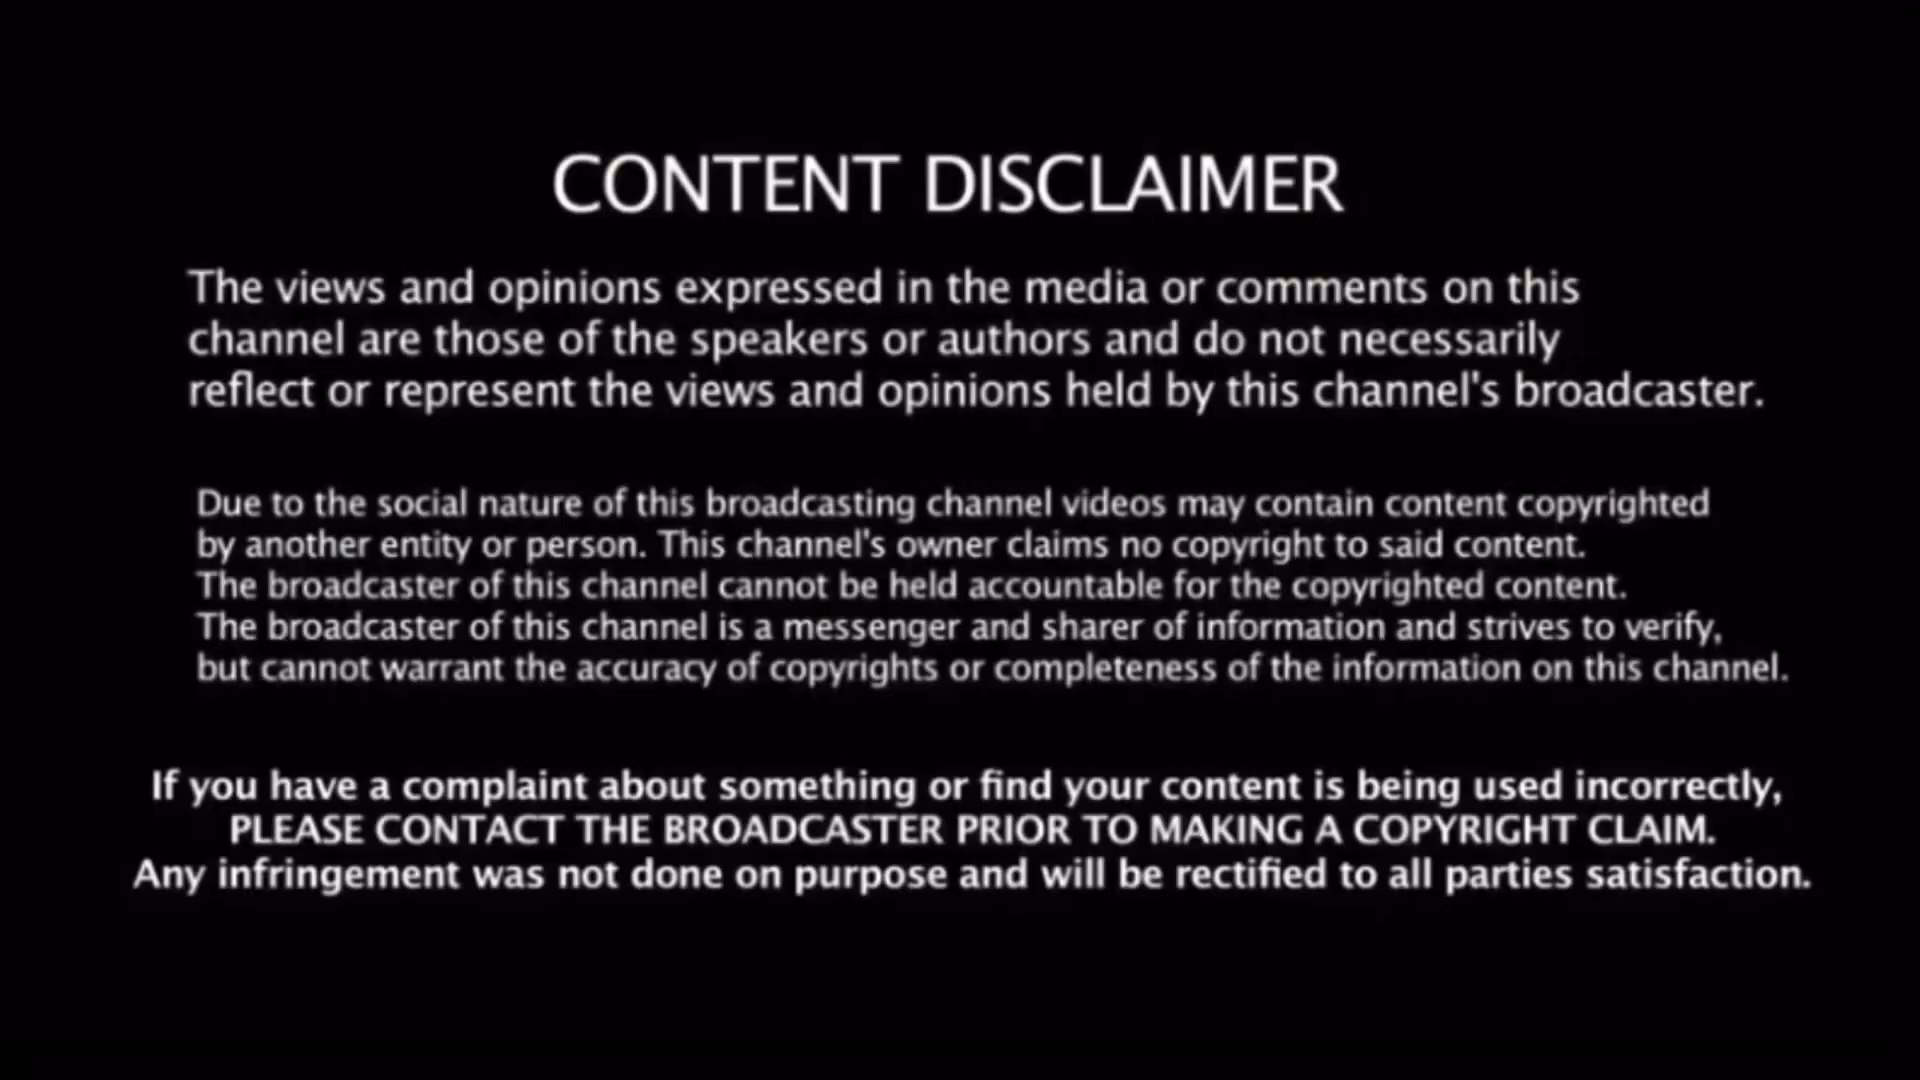 CONTENT DISCLAIMER
The views and opinions expressed in the media or comments on this
channel are those of the speakers or authors and do not necessarily
reflect or represent the views and opinions held by this channel's broadcaster.
Due to the social nature of this broadcasting channel videos may contain content copyrighted
by another entity or person. This channel's owner claims no copyright to said content.
The broadcaster of this channel cannot be held accountable for the copyrighted content.
The broadcaster of this channel is a messenger and sharer of information and strives to verify,
but cannot warrant the accuracy of copyrights or completeness of the information on this channel.
If you have a complaint about something or find your content is being used incorrectly,
PLEASE CONTACT THE BROADCASTER PRIOR TO MAKING A COPYRIGHT CLAIM.
Any infringement was not done on purpose and will be rectified to all parties satisfaction.